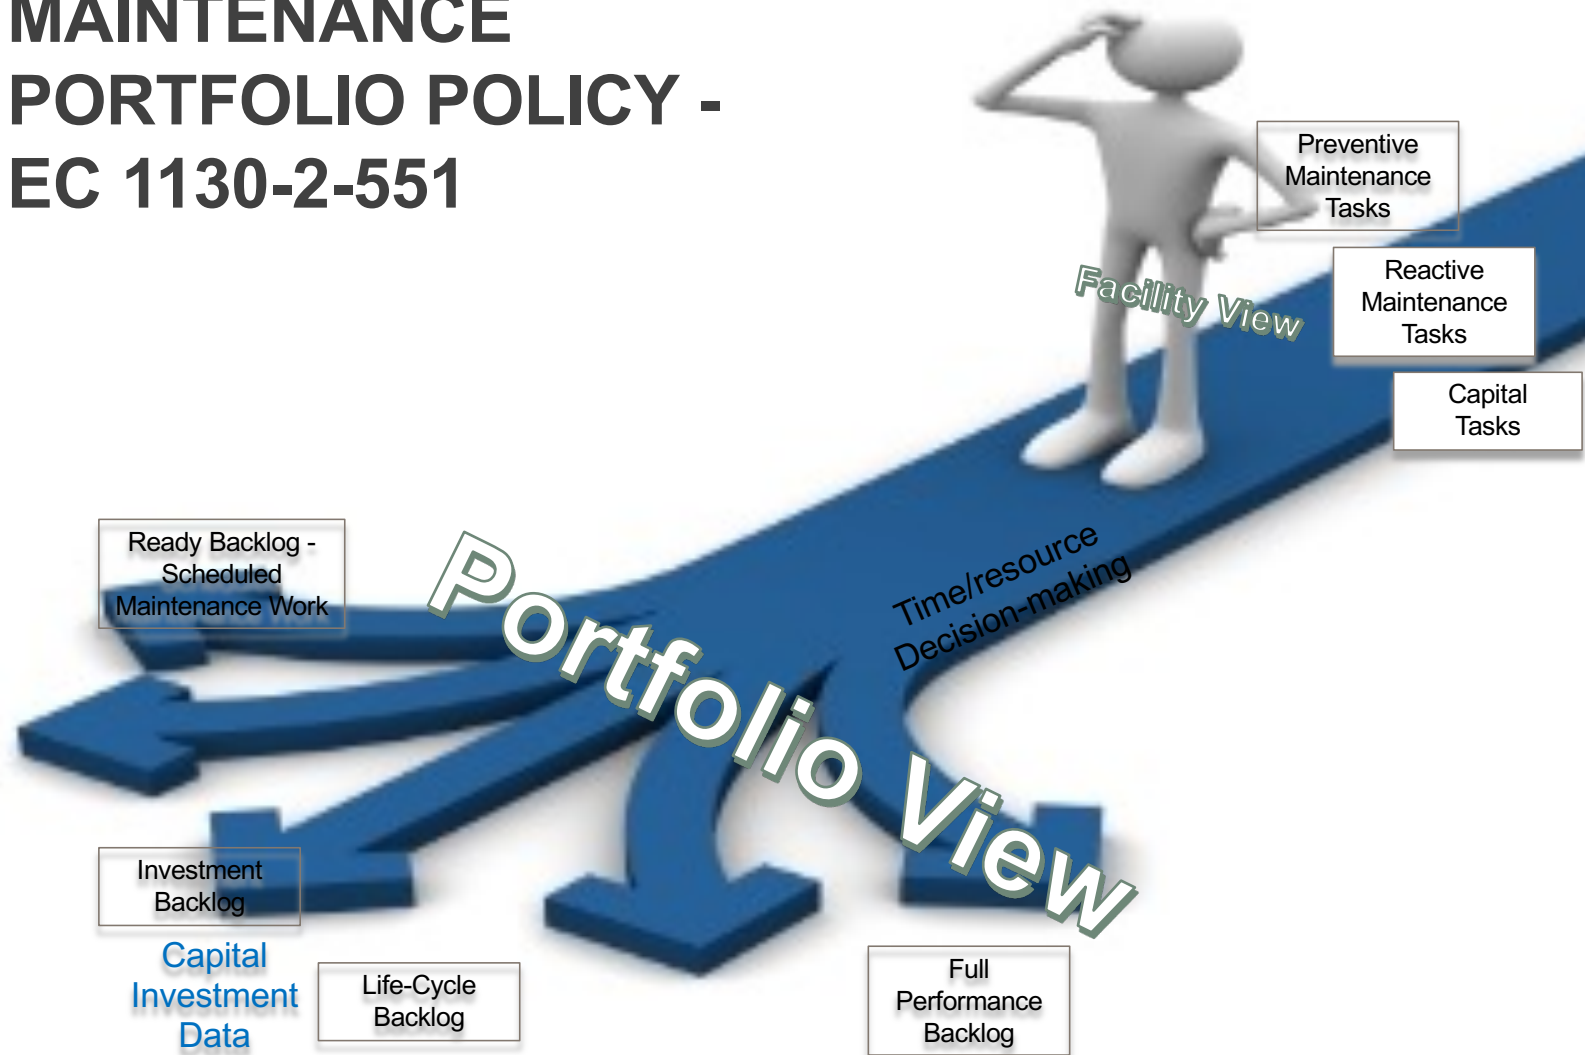 MAINTENANCE
PORTFOLIO POLICY -
EC 1130-2-551
Preventive
Maintenance
Tasks
Reactive
Maintenance
Tasks
Capital
Tasks
Facility View
Time/resource
Decision-making
Portfolio View
Ready Backlog -
Scheduled
Maintenance Work
Investment
Backlog
Capital
Investment
Data
Life-Cycle
Backlog
Full
Performance
Backlog